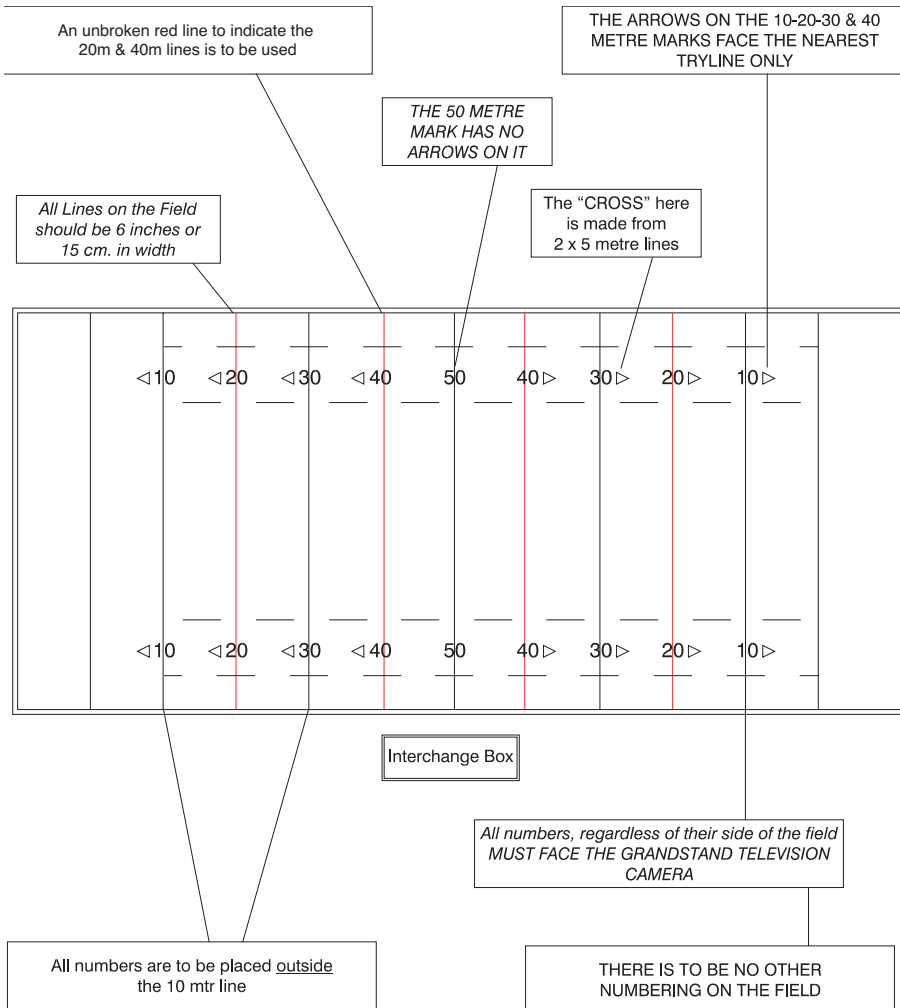 An unbroken red line to indicate the
20m & 40m lines is to be used
THE ARROWS ON THE 10-20-30 & 40
METRE MARKS FACE THE NEAREST
TRYLINE ONLY
THE 50 METRE
MARK HAS NO
ARROWS ON IT
All Lines on the Field
should be 6 inches or
15 cm. in width
The “CROSS” here
is made from
2 x 5 metre lines
10 20 30 40 50 40 30 20 10
10 20 30 40 50 40 30 20 10
Interchange Box
All numbers, regardless of their side of the field
MUST FACE THE GRANDSTAND TELEVISION
CAMERA
All numbers are to be placed outside
the 10 mtr line
THERE IS TO BE NO OTHER
NUMBERING ON THE FIELD